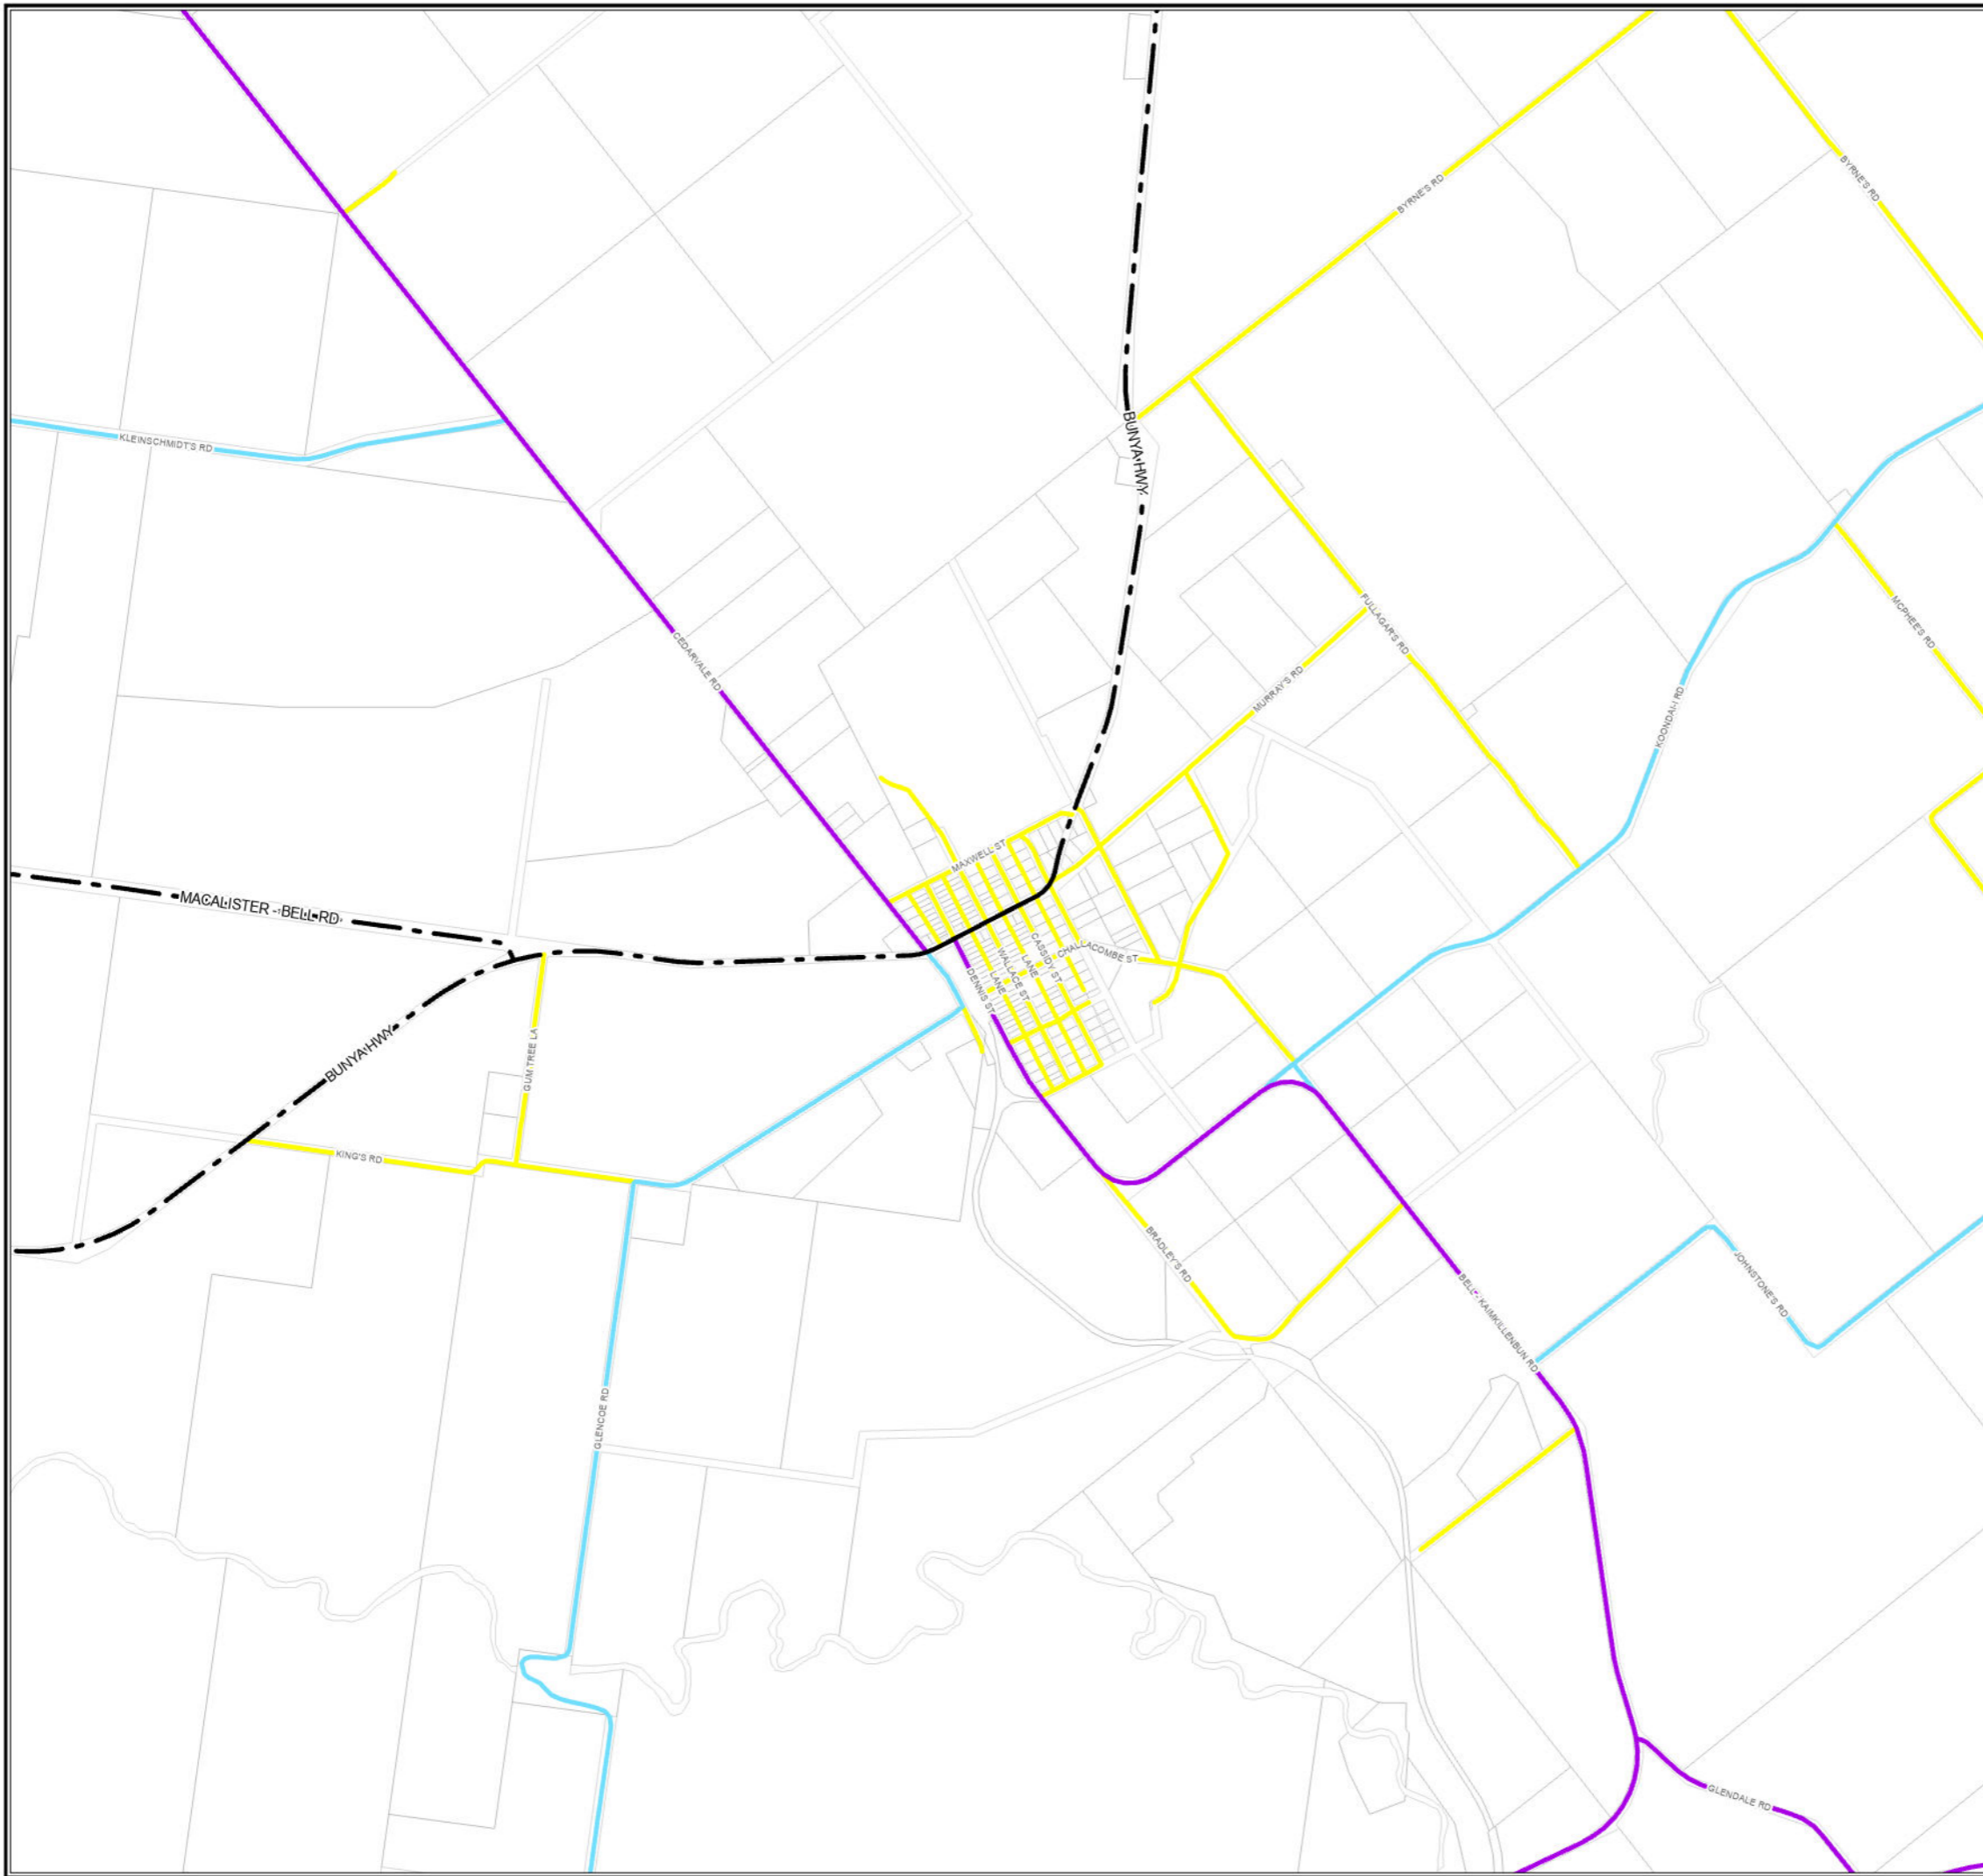 BYRNE'S RD
BYRNE'S RD
BUNYA HWY
KLEINSCHMIDT'S RD
FULLAGAR'S RD
MCPHEE'S RD
CEDARVALE RD
MURRAY'S RD
KOONDAI-I RD
MAXWELL ST
MACALISTER - BELL RD
CASSIDY ST
CHALLACOMBE ST
LANE
WALLACE ST
LANE
DENNIS ST
BUNYA HWY
GUM TREE LA
KING'S RD
BRADLEY'S RD
JOHNSTONE'S RD
BELL - KAIMKILLENBUN RD
GLENCOE RD
GLENDALE RD